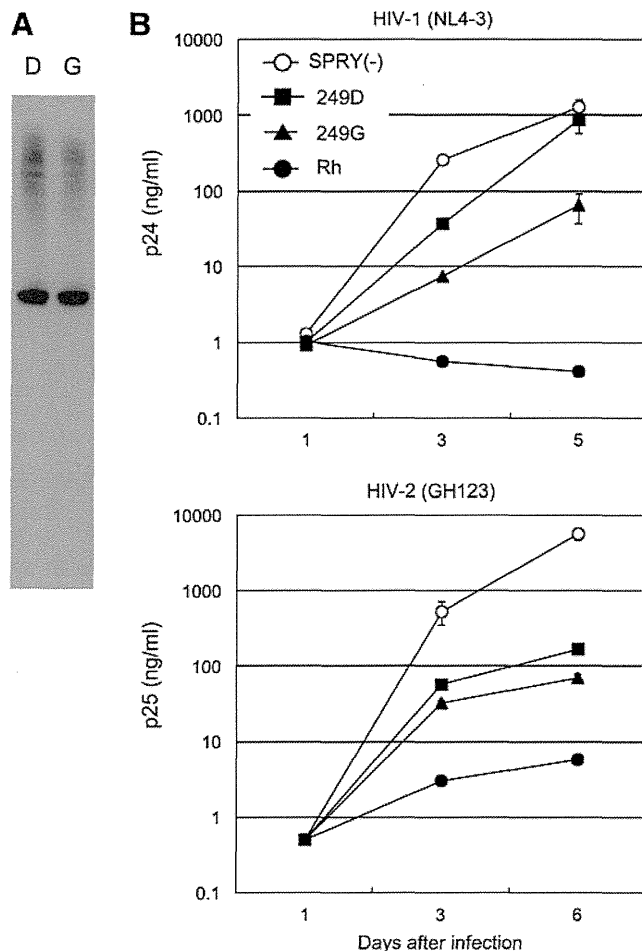 A
D G
B
HIV-1 (NL4-3)
p24 (ng/ml)
10000
1000
100
10
1
0.1
SPRY(-)
249D
249G
Rh
1 3 5
HIV-2 (GH123)
p25 (ng/ml)
10000
1000
100
10
1
0.1
1 3 6
Days after infection